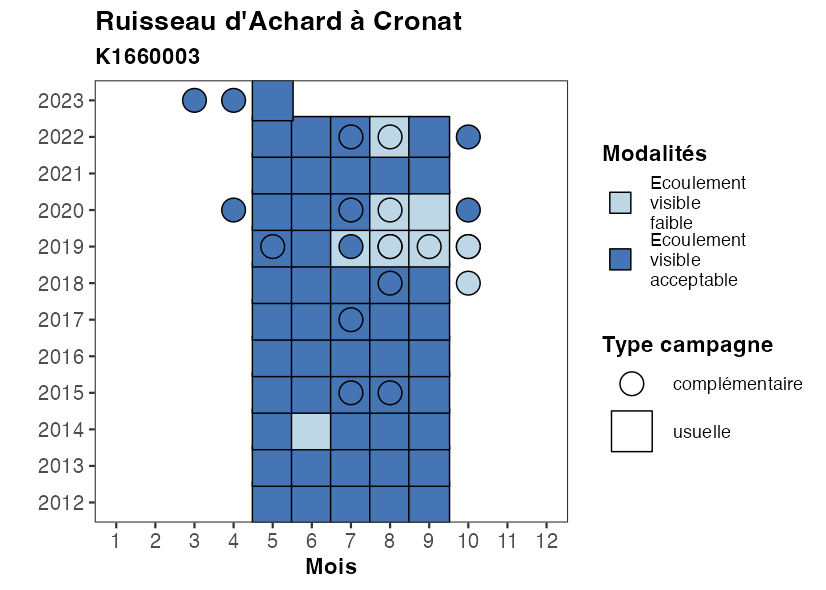 Ruisseau d'Achard à Cronat
K1660003
2023
2022
2021
2020
2019
2018
2017
2016
2015
2014
2013
2012
1 2 3 4 5 6 7 8 9 10 11 12
Mois
Modalités
Ecoulement
visible
faible
Ecoulement
visible
acceptable
Type campagne
complémentaire
usuelle